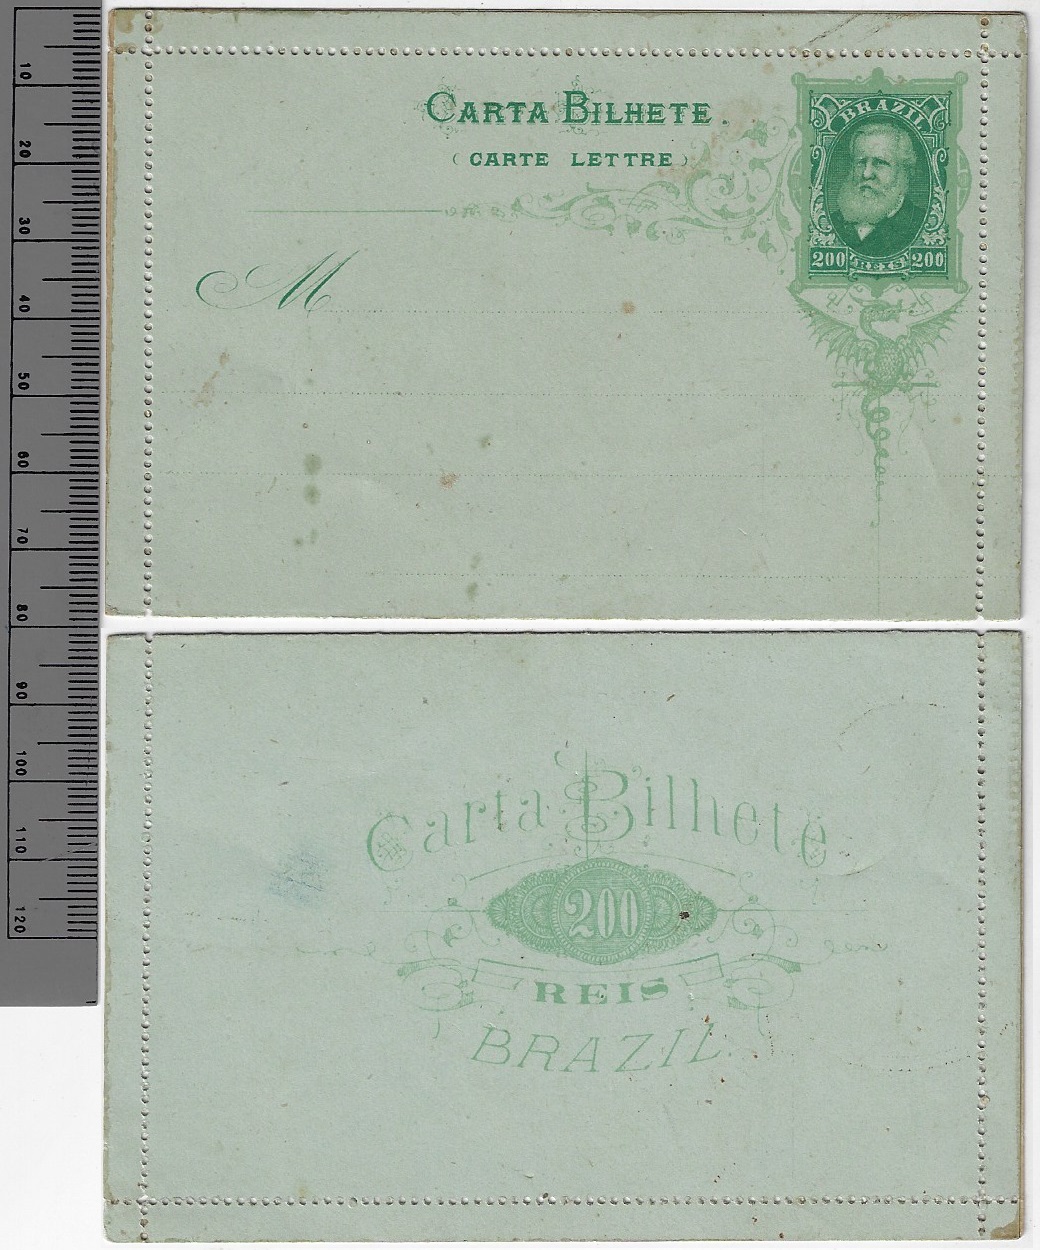 10
20
30
40
50
60
70
80
90
100
110
120
CARTA BILHETE.
(CARTE LETTRE)
M
BRAZIL
200 REIS 200
Carta Bilhete
200
REIS
BRAZIL.